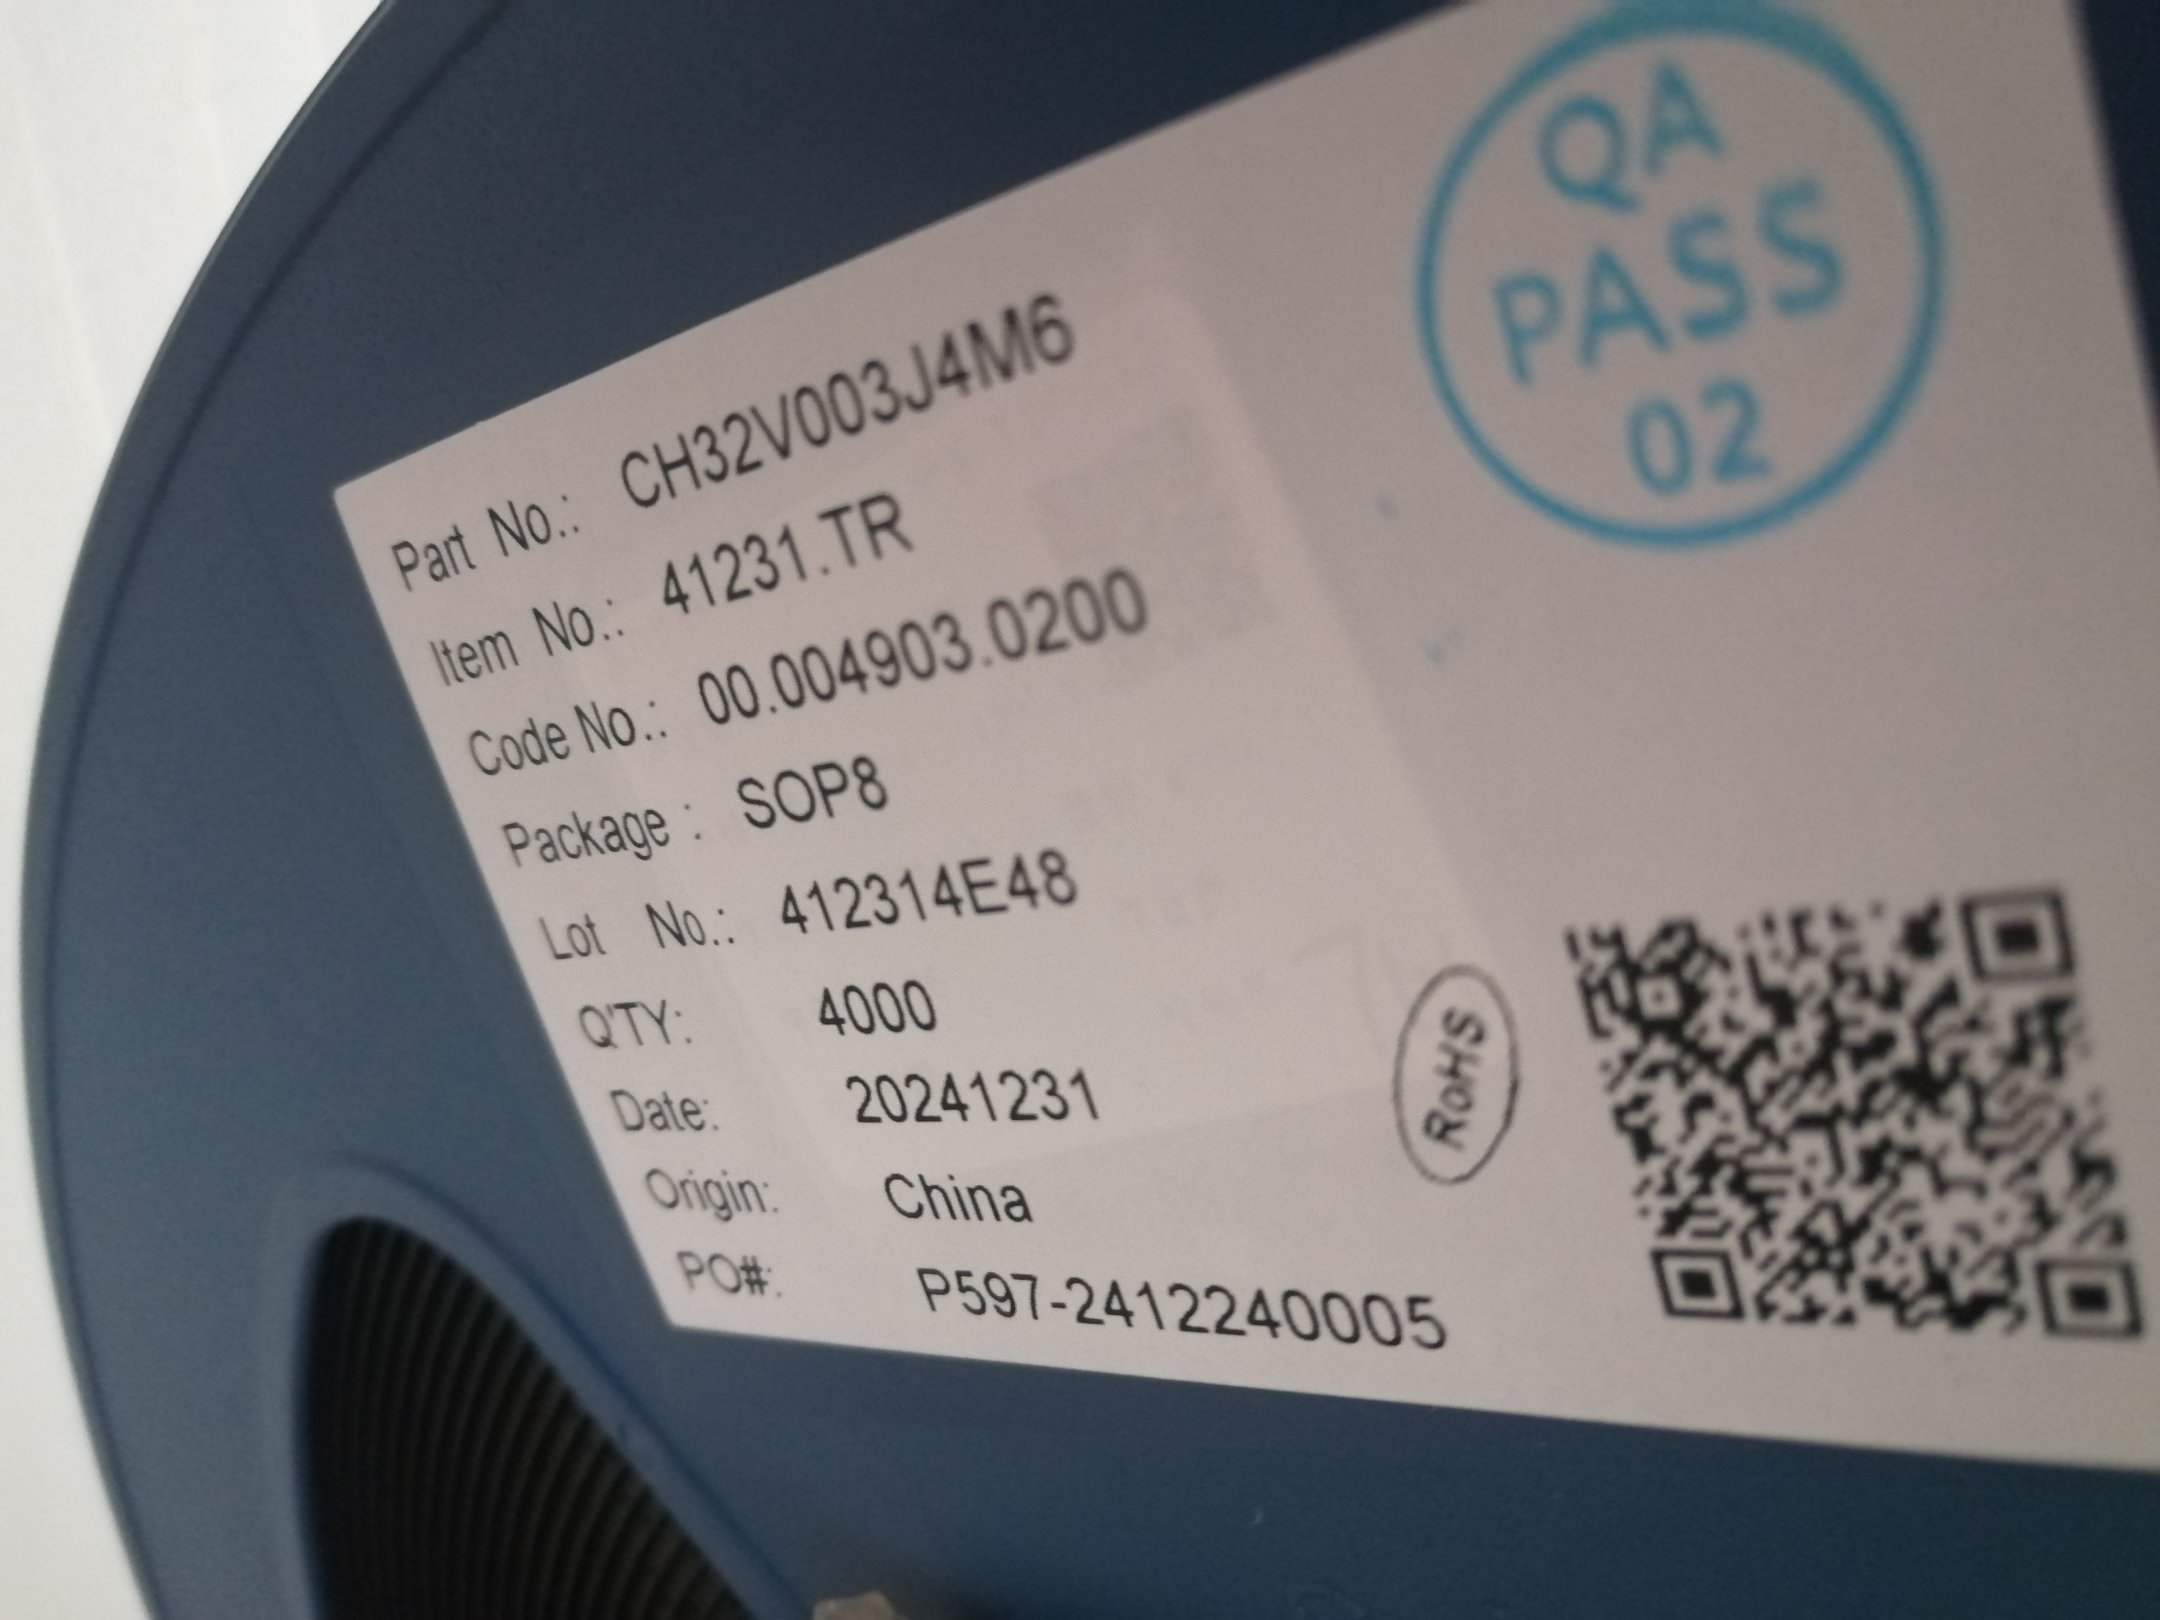 QA
PASS
02
Part No.: CH32V003J4M6
Item No.: 41231.TR
Code No.: 00.004903.0200
Package : SOP8
Lot No.: 412314E48
Q'TY: 4000
Date: 20241231
Origin: China
PO#: P597-2412240005
RoHS